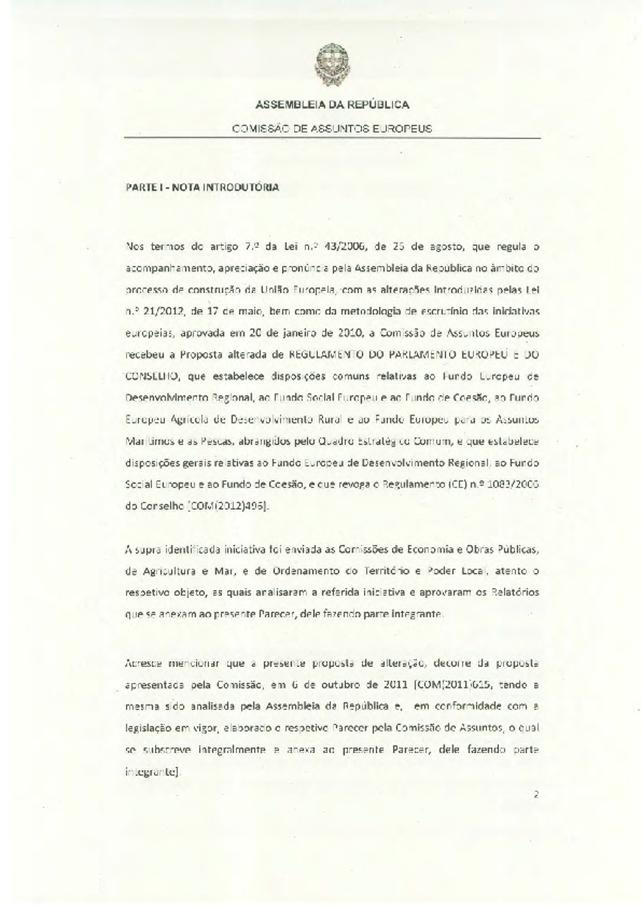 ASSEMBLEIA DA REPÚBLICA
COMISSÃO DE ASSUNTOS EUROPEUS
PARTE I - NOTA INTRODUTÓRIA
Nos termos do artigo 7.º da Lei n.º 43/2006, de 25 de agosto, que regula o
acompanhamento, apreciação e pronúncia pela Assembleia da República no âmbito do
processo de construção da União Europeia, com as alterações introduzidas pelas Lei
n.º 21/2012, de 17 de maio, bem como da metodologia de escrutínio das iniciativas
europeias, aprovada em 20 de janeiro de 2010, a Comissão de Assuntos Europeus
recebeu a Proposta alterada de REGULAMENTO DO PARLAMENTO EUROPEU E DO
CONSELHO, que estabelece disposições comuns relativas ao Fundo Europeu de
Desenvolvimento Regional, ao Fundo Social Europeu e ao Fundo de Coesão, ao Fundo
Europeu Agrícola de Desenvolvimento Rural e ao Fundo Europeu para os Assuntos
Marítimos e as Pescas, abrangidos pelo Quadro Estratégico Comum, e que estabelece
disposições gerais relativas ao Fundo Europeu de Desenvolvimento Regional, ao Fundo
Social Europeu e ao Fundo de Coesão, e que revoga o Regulamento (CE) n.º 1083/2006
do Conselho [COM(2012)496].
A supra identificada iniciativa foi enviada às Comissões de Economia e Obras Públicas,
de Agricultura e Mar, e de Ordenamento do Território e Poder Local, atento o
respetivo objeto, as quais analisaram a referida iniciativa e aprovaram os Relatórios
que se anexam ao presente Parecer, dele fazendo parte integrante.
Acresce mencionar que a presente proposta de alteração, decorre da proposta
apresentada pela Comissão, em 6 de outubro de 2011 [COM(2011)615, tendo a
mesma sido analisada pela Assembleia da República e, em conformidade com a
legislação em vigor, elaborado o respetivo Parecer pela Comissão de Assuntos, o qual
se subscreve integralmente e anexa ao presente Parecer, dele fazendo parte
integrante].
2